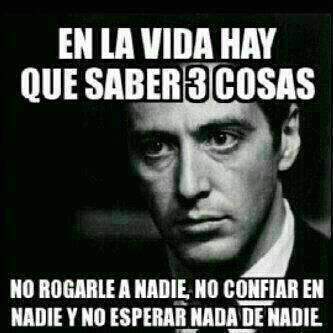 EN LA VIDA HAY
QUE SABER 3 COSAS
NO ROGARLE A NADIE, NO CONFIAR EN
NADIE Y NO ESPERAR NADA DE NADIE.